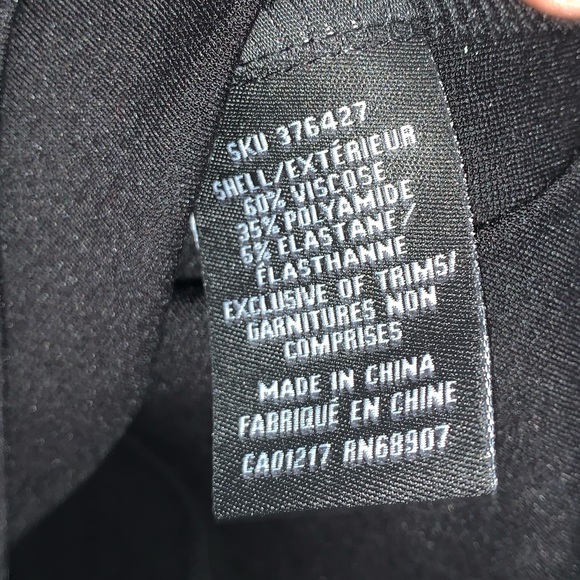 SKU 376427
SHELL/EXTÉRIEUR
60% VISCOSE
35% POLYAMIDE
5% ELASTANE/
ÉLASTHANNE
EXCLUSIVE OF TRIMS/
GARNITURES NON
COMPRISES
MADE IN CHINA
FABRIQUÉ EN CHINE
CA01217 RN68907